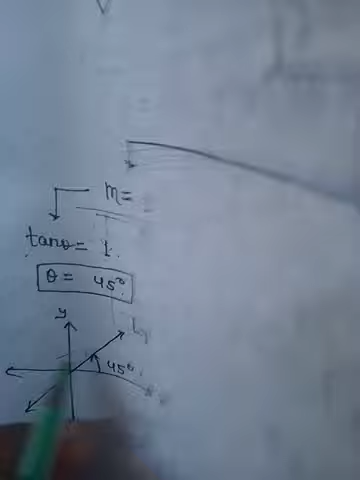 m=
tanθ= 1.
θ = 45°
y
45°